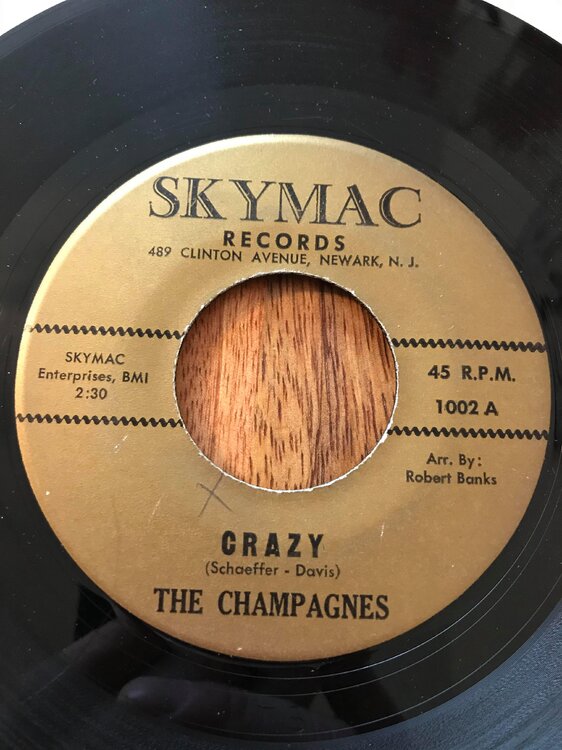 SKYMAC
RECORDS
489 CLINTON AVENUE, NEWARK, N. J.
SKYMAC
Enterprises, BMI
2:30
45 R.P.M.
1002 A
Arr. By:
Robert Banks
X
CRAZY
(Schaeffer - Davis)
THE CHAMPAGNES